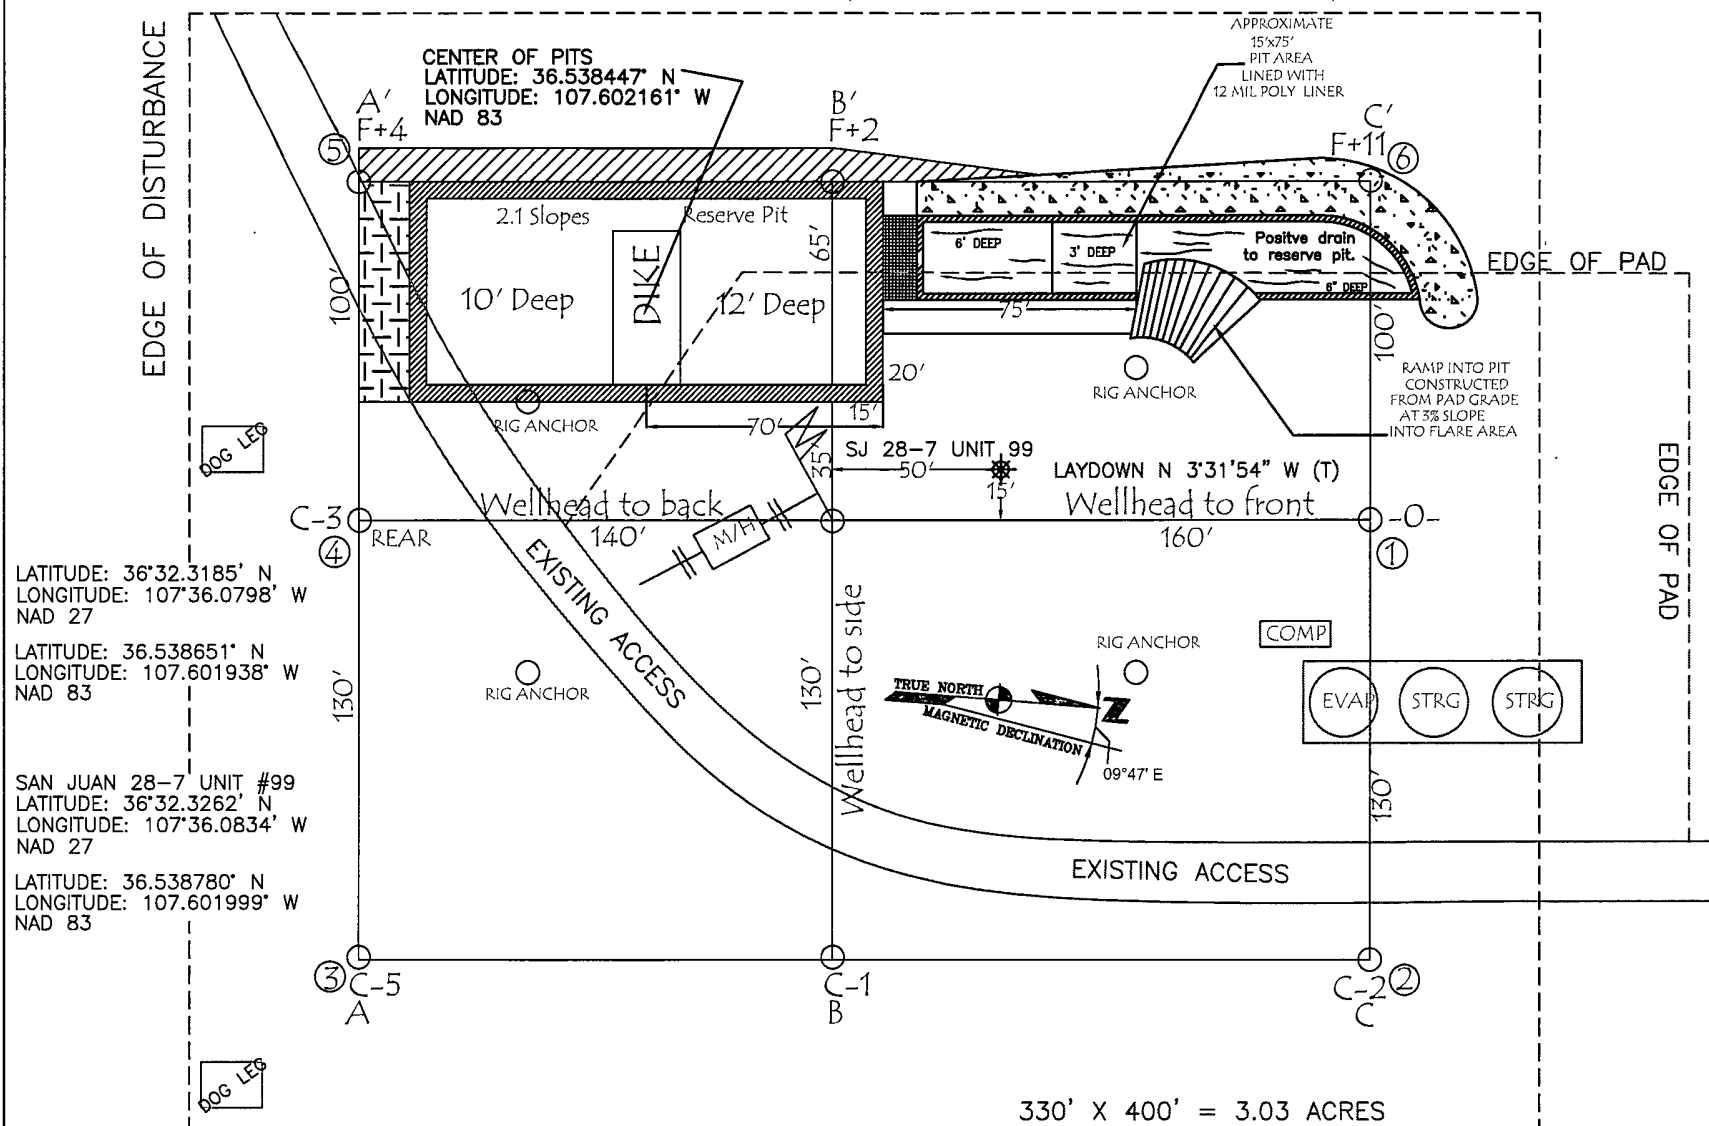 EDGE OF DISTURBANCE
CENTER OF PITS
LATITUDE: 36.538447° N
LONGITUDE: 107.602161° W
NAD 83
APPROXIMATE
15'x75'
PIT AREA
LINED WITH
12 MIL POLY LINER
A'
F+4
5
B'
F+2
C'
F+11
6
2.1 Slopes
Reserve Pit
10' Deep
DIKE
12' Deep
65'
6' DEEP
3' DEEP
Positve drain
to reserve pit.
6" DEEP
EDGE OF PAD
100'
75'
100'
20'
15'
70'
RIG ANCHOR
RIG ANCHOR
RAMP INTO PIT
CONSTRUCTED
FROM PAD GRADE
AT 3% SLOPE
INTO FLARE AREA
DOG LEG
35'
SJ 28-7 UNIT 99
50'
15'
LAYDOWN N 3°31'54" W (T)
EDGE OF PAD
Wellhead to back
140'
Wellhead to front
160'
C-3
4
REAR
-0-
1
M/H
LATITUDE: 36°32.3185' N
LONGITUDE: 107°36.0798' W
NAD 27
LATITUDE: 36.538651° N
LONGITUDE: 107.601938° W
NAD 83
EXISTING ACCESS
RIG ANCHOR
130'
130'
Wellhead to side
RIG ANCHOR
COMP
EVAP
STRG
STRG
TRUE NORTH
N
MAGNETIC DECLINATION
09°47' E
130'
SAN JUAN 28-7 UNIT #99
LATITUDE: 36°32.3262' N
LONGITUDE: 107°36.0834' W
NAD 27
LATITUDE: 36.538780° N
LONGITUDE: 107.601999° W
NAD 83
EXISTING ACCESS
3
C-5
A
C-1
B
C-2
2
C
DOG LEG
330' X 400' = 3.03 ACRES